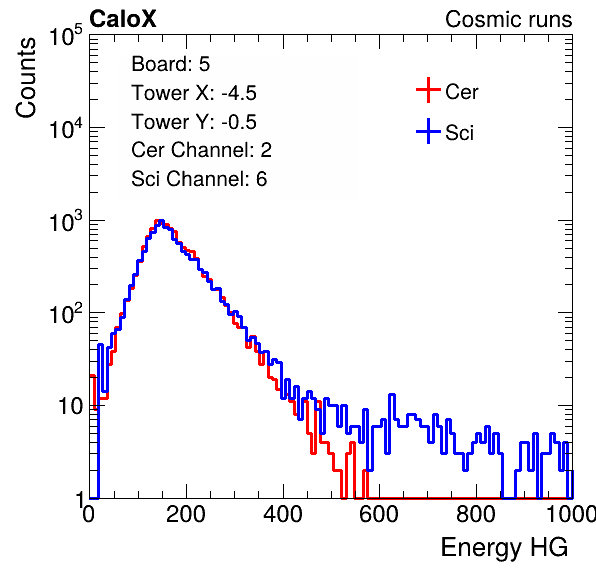 CaloX Cosmic runs
Counts
10^5
10^4
10^3
10^2
10
1
Board: 5
Tower X: -4.5
Tower Y: -0.5
Cer Channel: 2
Sci Channel: 6
Cer
Sci
0 200 400 600 800 1000
Energy HG